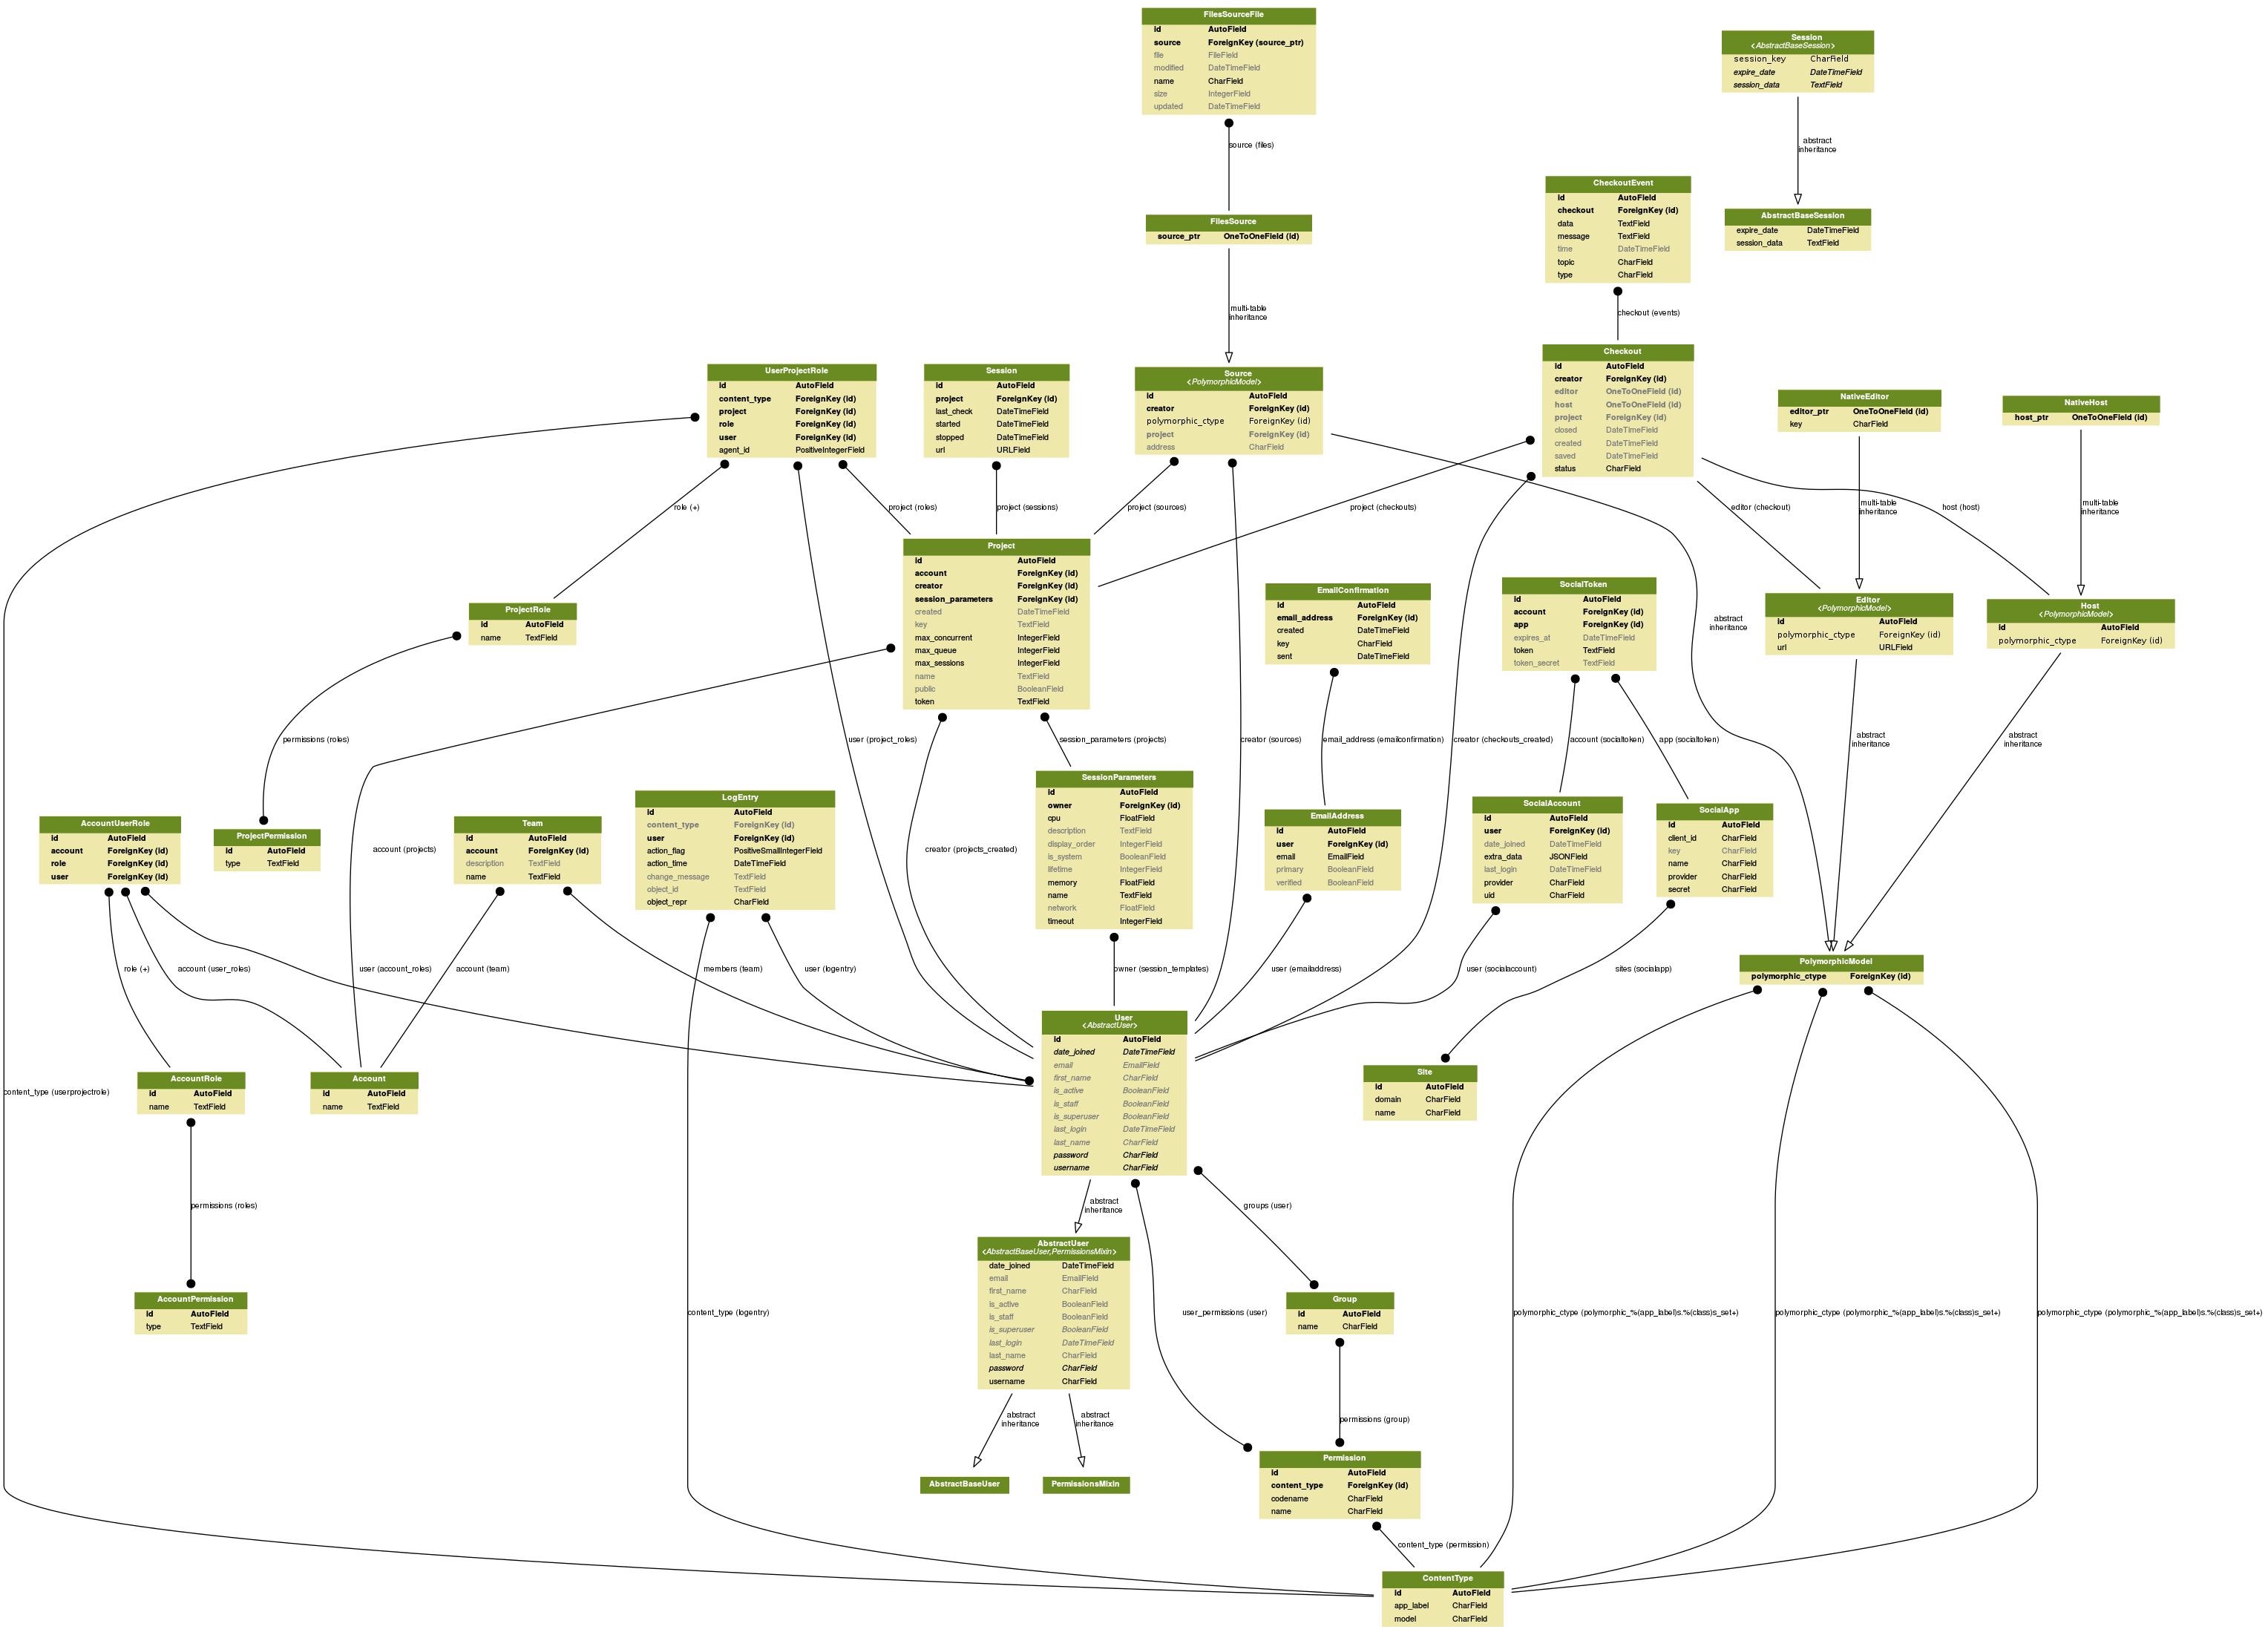 FilesSourceFile
id AutoField
source ForeignKey (source_ptr)
file FileField
modified DateTimeField
name CharField
size IntegerField
updated DateTimeField
source (files)
Session
<AbstractBaseSession>
session_key CharField
expire_date DateTimeField
session_data TextField
abstract
inheritance
AbstractBaseSession
expire_date DateTimeField
session_data TextField
FilesSource
source_ptr OneToOneField (id)
multi-table
inheritance
CheckoutEvent
id AutoField
checkout ForeignKey (id)
data TextField
message TextField
time DateTimeField
topic CharField
type CharField
checkout (events)
UserProjectRole
id AutoField
content_type ForeignKey (id)
project ForeignKey (id)
role ForeignKey (id)
user ForeignKey (id)
agent_id PositiveIntegerField
Session
id AutoField
project ForeignKey (id)
last_check DateTimeField
started DateTimeField
stopped DateTimeField
url URLField
Source
<PolymorphicModel>
id AutoField
creator ForeignKey (id)
polymorphic_ctype ForeignKey (id)
project ForeignKey (id)
address CharField
Checkout
id AutoField
creator ForeignKey (id)
editor OneToOneField (id)
host OneToOneField (id)
project ForeignKey (id)
closed DateTimeField
created DateTimeField
saved DateTimeField
status CharField
NativeEditor
editor_ptr OneToOneField (id)
key CharField
NativeHost
host_ptr OneToOneField (id)
role (+)
project (roles)
project (sessions)
project (sources)
project (checkouts)
editor (checkout)
multi-table
inheritance
host (host)
multi-table
inheritance
ProjectRole
id AutoField
name TextField
Project
id AutoField
account ForeignKey (id)
creator ForeignKey (id)
session_parameters ForeignKey (id)
created DateTimeField
key TextField
max_concurrent IntegerField
max_queue IntegerField
max_sessions IntegerField
name TextField
public BooleanField
token TextField
EmailConfirmation
id AutoField
email_address ForeignKey (id)
created DateTimeField
key CharField
sent DateTimeField
SocialToken
id AutoField
account ForeignKey (id)
app ForeignKey (id)
expires_at DateTimeField
token TextField
token_secret TextField
abstract
inheritance
Editor
<PolymorphicModel>
id AutoField
polymorphic_ctype ForeignKey (id)
url URLField
Host
<PolymorphicModel>
id AutoField
polymorphic_ctype ForeignKey (id)
permissions (roles)
user (project_roles)
session_parameters (projects)
creator (sources)
email_address (emailconfirmation)
creator (checkouts_created)
account (socialtoken)
app (socialtoken)
abstract
inheritance
abstract
inheritance
AccountUserRole
id AutoField
account ForeignKey (id)
role ForeignKey (id)
user ForeignKey (id)
ProjectPermission
id AutoField
type TextField
account (projects)
Team
id AutoField
account ForeignKey (id)
description TextField
name TextField
LogEntry
id AutoField
content_type ForeignKey (id)
user ForeignKey (id)
action_flag PositiveSmallIntegerField
action_time DateTimeField
change_message TextField
object_id TextField
object_repr CharField
creator (projects_created)
SessionParameters
id AutoField
owner ForeignKey (id)
cpu FloatField
description TextField
display_order IntegerField
is_system BooleanField
lifetime IntegerField
memory FloatField
name TextField
network FloatField
timeout IntegerField
EmailAddress
id AutoField
user ForeignKey (id)
email EmailField
primary BooleanField
verified BooleanField
SocialAccount
id AutoField
user ForeignKey (id)
date_joined DateTimeField
extra_data JSONField
last_login DateTimeField
provider CharField
uid CharField
SocialApp
id AutoField
client_id CharField
key CharField
name CharField
provider CharField
secret CharField
role (+)
account (user_roles)
user (account_roles)
account (team)
members (team)
user (logentry)
owner (session_templates)
user (emailaddress)
user (socialaccount)
sites (socialapp)
PolymorphicModel
polymorphic_ctype ForeignKey (id)
content_type (userprojectrole)
AccountRole
id AutoField
name TextField
Account
id AutoField
name TextField
User
<AbstractUser>
id AutoField
date_joined DateTimeField
email EmailField
first_name CharField
is_active BooleanField
is_staff BooleanField
is_superuser BooleanField
last_login DateTimeField
last_name CharField
password CharField
username CharField
Site
id AutoField
domain CharField
name CharField
permissions (roles)
abstract
inheritance
groups (user)
AccountPermission
id AutoField
type TextField
content_type (logentry)
AbstractUser
<AbstractBaseUser,PermissionsMixin>
date_joined DateTimeField
email EmailField
first_name CharField
is_active BooleanField
is_staff BooleanField
is_superuser BooleanField
last_login DateTimeField
last_name CharField
password CharField
username CharField
user_permissions (user)
Group
id AutoField
name CharField
polymorphic_ctype (polymorphic_%(app_label)s.%(class)s_set+)
polymorphic_ctype (polymorphic_%(app_label)s.%(class)s_set+)
polymorphic_ctype (polymorphic_%(app_label)s.%(class)s_set+)
abstract
inheritance
abstract
inheritance
permissions (group)
AbstractBaseUser
PermissionsMixin
Permission
id AutoField
content_type ForeignKey (id)
codename CharField
name CharField
content_type (permission)
ContentType
id AutoField
app_label CharField
model CharField